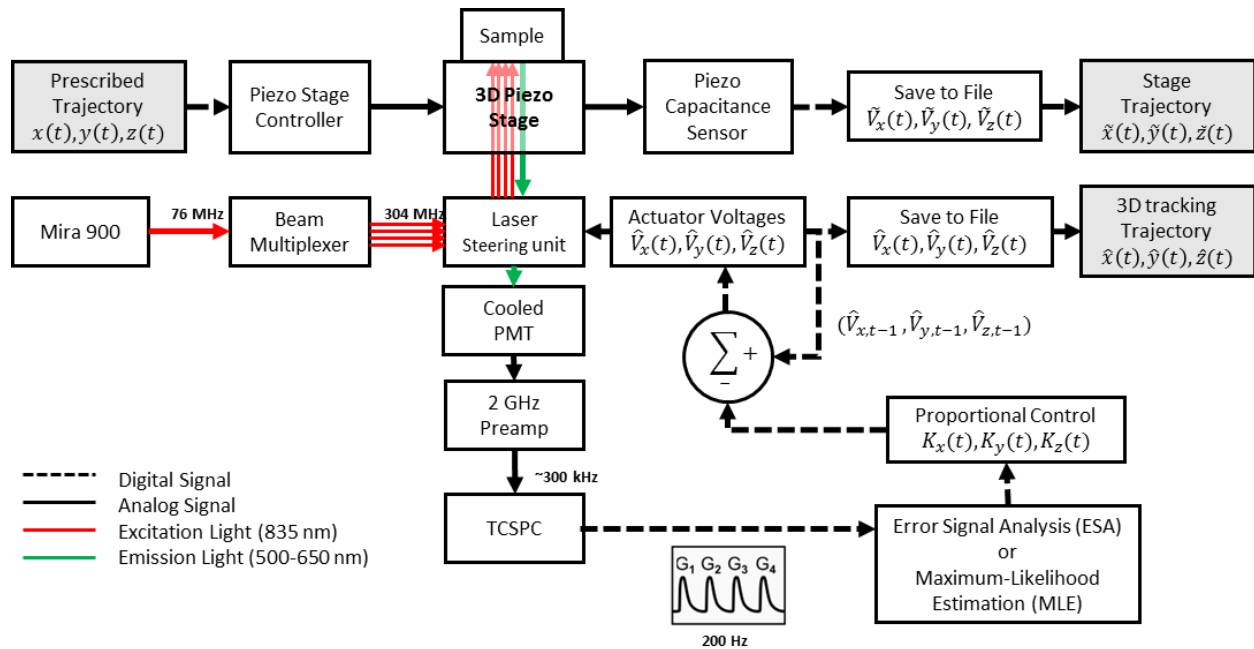 Sample
Prescribed
Trajectory
x(t), y(t), z(t)
Piezo Stage
Controller
3D Piezo
Stage
Piezo
Capacitance
Sensor
Save to File
Ṽx(t), Ṽy(t), Ṽz(t)
Stage
Trajectory
x̃(t), ỹ(t), z̃(t)
Mira 900
76 MHz
Beam
Multiplexer
304 MHz
Laser
Steering unit
Actuator Voltages
V̂x(t), V̂y(t), V̂z(t)
Save to File
V̂x(t), V̂y(t), V̂z(t)
3D tracking
Trajectory
x̂(t), ŷ(t), ẑ(t)
Cooled
PMT
(V̂x,t−1, V̂y,t−1, V̂z,t−1)
∑ +
−
2 GHz
Preamp
Proportional Control
Kx(t), Ky(t), Kz(t)
~300 kHz
Digital Signal
Analog Signal
Excitation Light (835 nm)
Emission Light (500-650 nm)
TCSPC
Error Signal Analysis (ESA)
or
Maximum-Likelihood
Estimation (MLE)
G1 G2 G3 G4
200 Hz